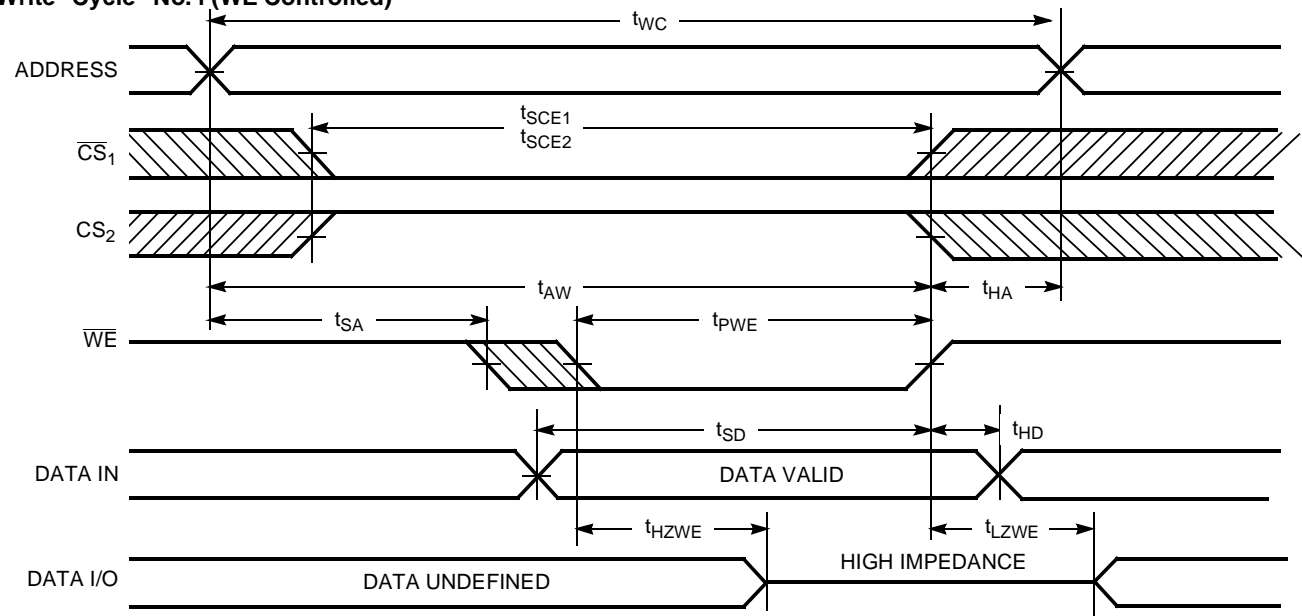 Write Cycle No.1 (WE Controlled)
tWC
ADDRESS
tSCE1
tSCE2
CS1
CS2
tAW
tHA
tSA
tPWE
WE
tSD
tHD
DATA IN
DATA VALID
tHZWE
tLZWE
HIGH IMPEDANCE
DATA I/O
DATA UNDEFINED